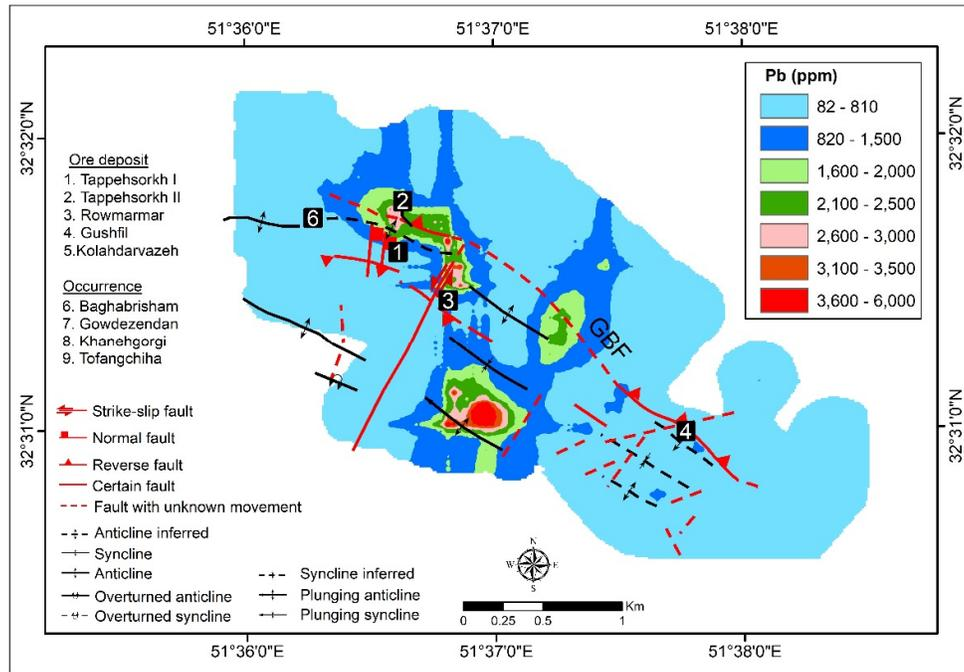 51°36'0"E 51°37'0"E 51°38'0"E
32°32'0"N
32°32'0"N
Pb (ppm)
82 - 810
820 - 1,500
1,600 - 2,000
2,100 - 2,500
2,600 - 3,000
3,100 - 3,500
3,600 - 6,000
Ore deposit
1. Tappehsorkh I
2. Tappehsorkh II
3. Rowmarmar
4. Gushfil
5.Kolahdarvazeh
Occurrence
6. Baghabrisham
7. Gowdezendan
8. Khanehgorgi
9. Tofangchiha
2
6
1
3
GBF
4
32°31'0"N
32°31'0"N
Strike-slip fault
Normal fault
Reverse fault
Certain fault
Fault with unknown movement
Anticline inferred
Syncline
Anticline
Overturned anticline
Overturned syncline
Syncline inferred
Plunging anticline
Plunging syncline
N
W E
S
Km
0 0.25 0.5 1
51°36'0"E 51°37'0"E 51°38'0"E